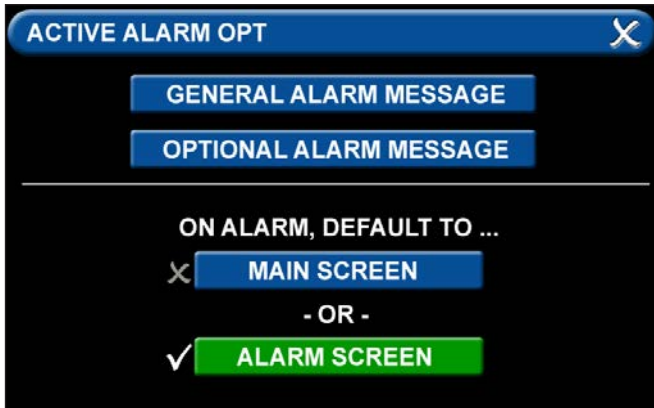 ACTIVE ALARM OPT
GENERAL ALARM MESSAGE
OPTIONAL ALARM MESSAGE
ON ALARM, DEFAULT TO ...
MAIN SCREEN
- OR -
ALARM SCREEN